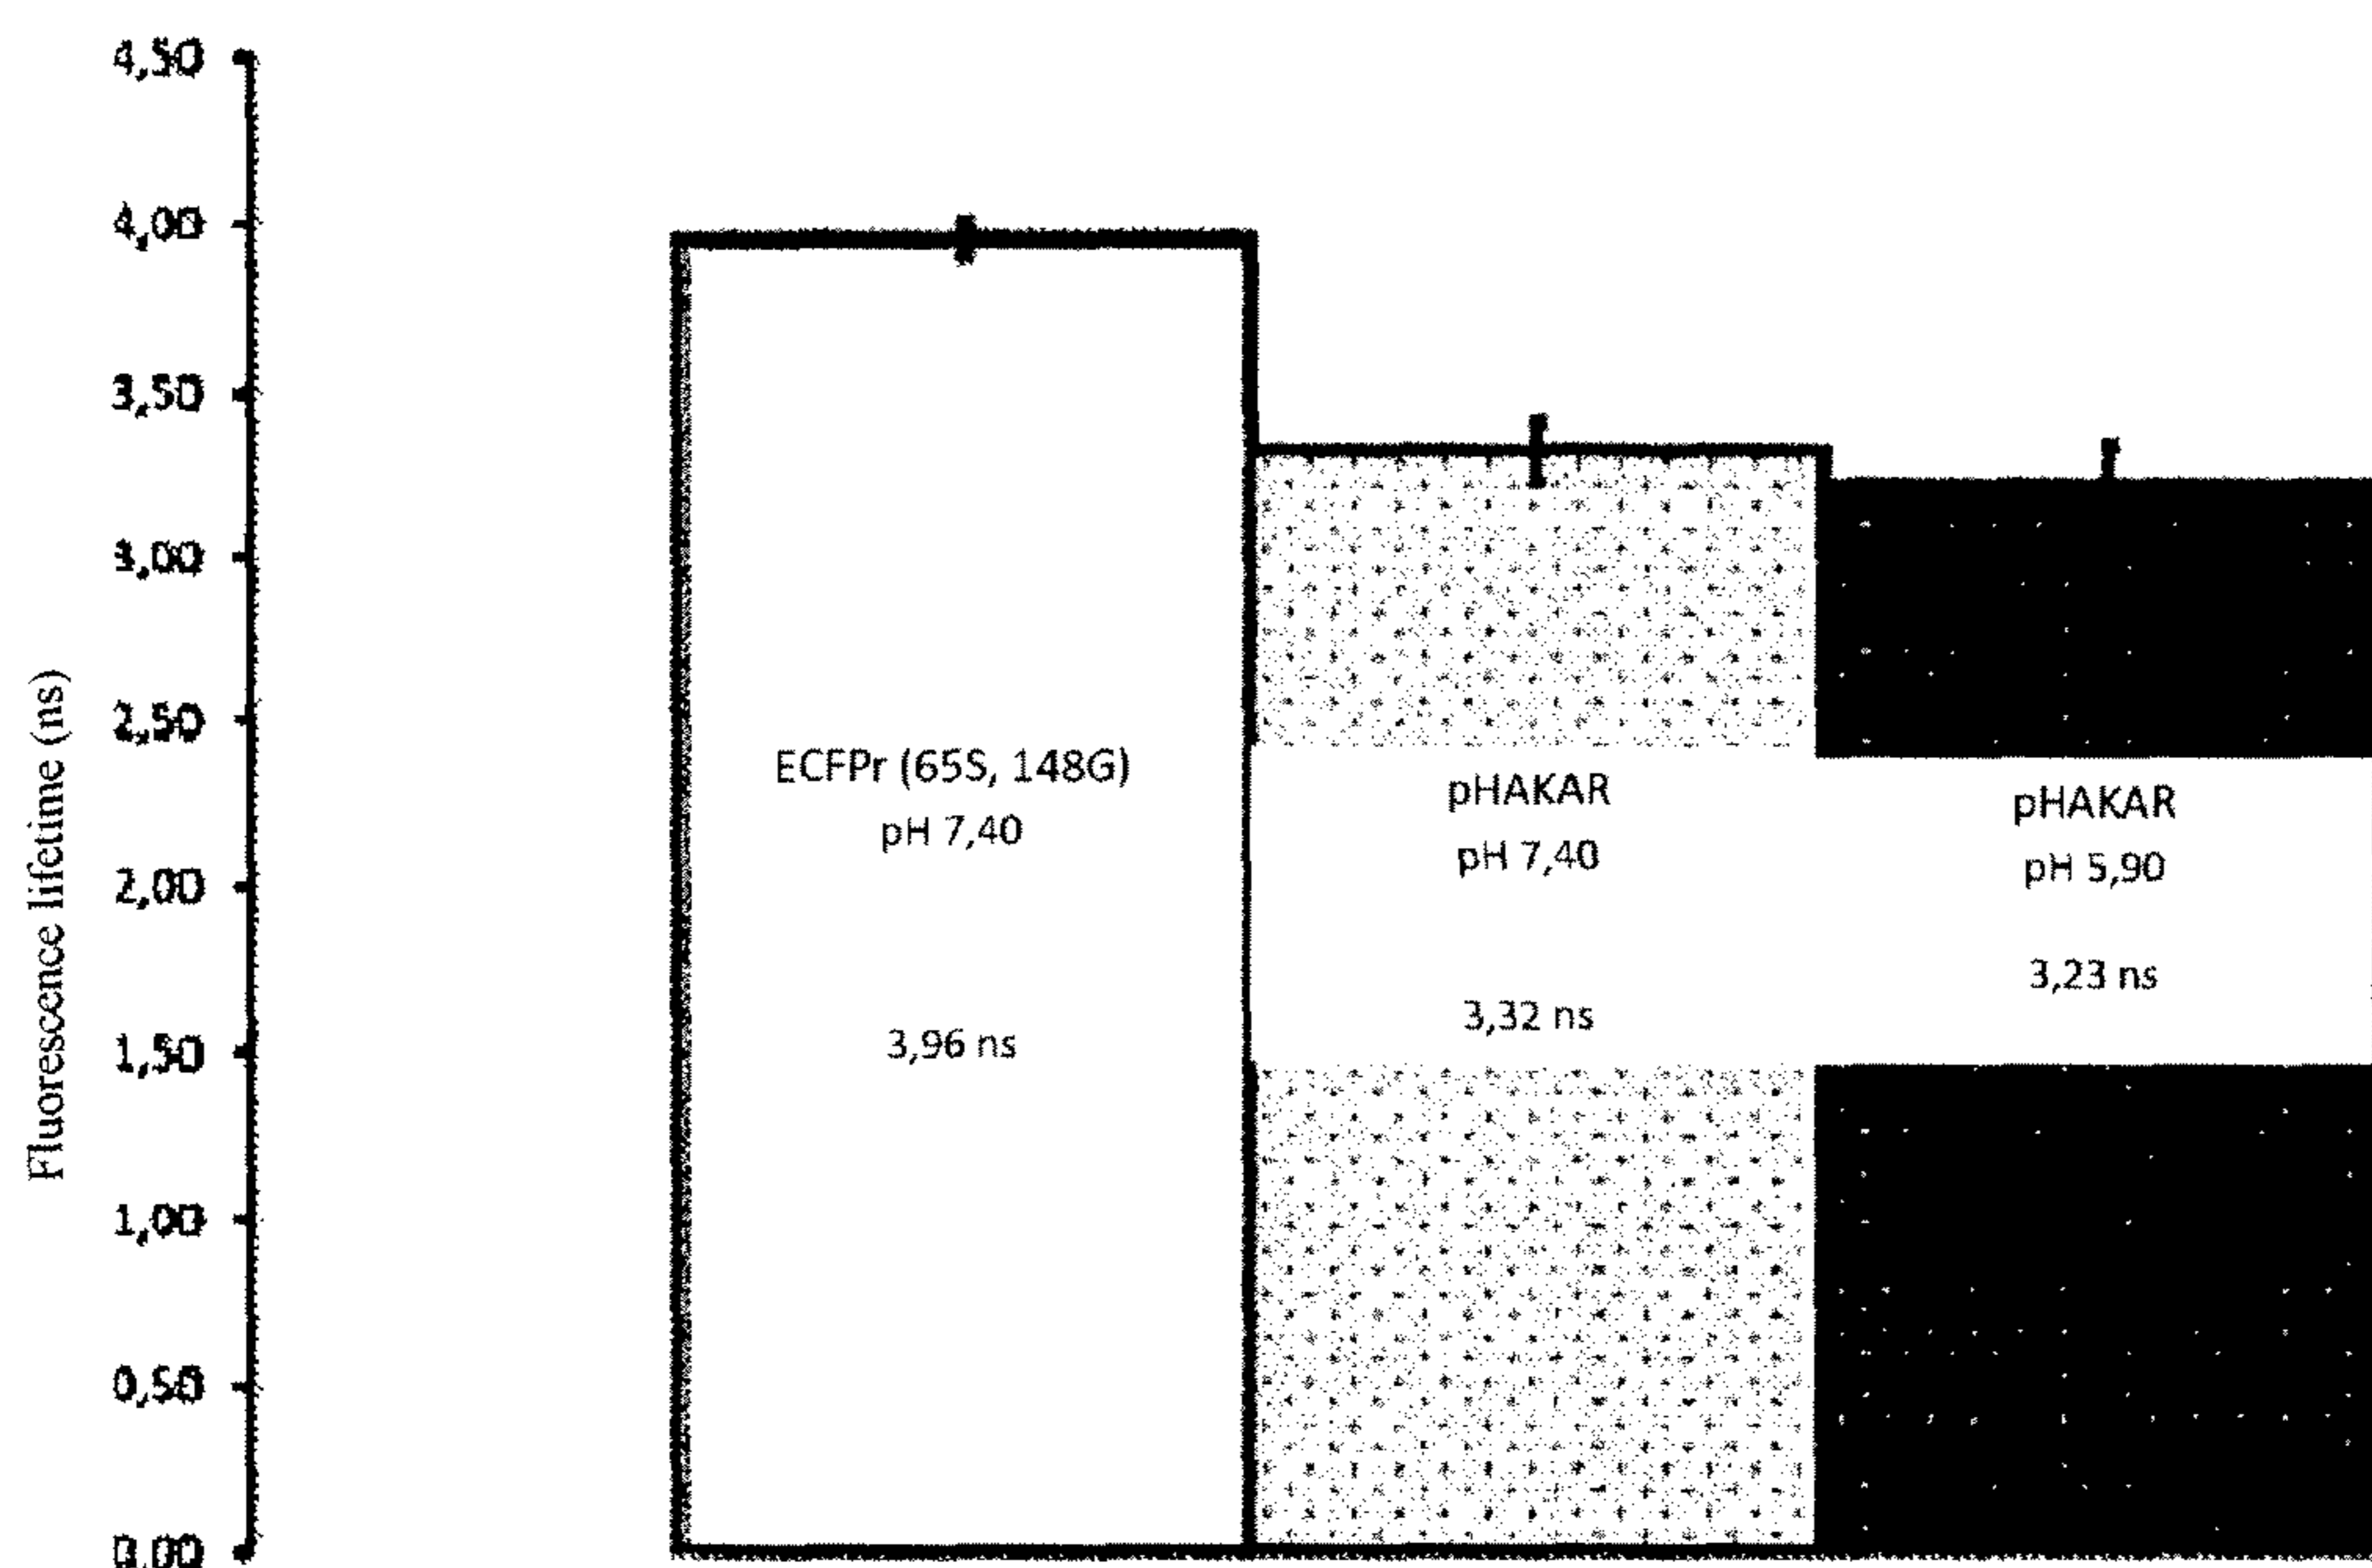 4,50
4,00
3,50
3,00
2,50
2,00
1,50
1,00
0,50
0,00
Fluorescence lifetime (ns)
ECFPr (65S, 148G)
pH 7,40
3,96 ns
pHAKAR
pH 7,40
3,32 ns
pHAKAR
pH 5,90
3,23 ns